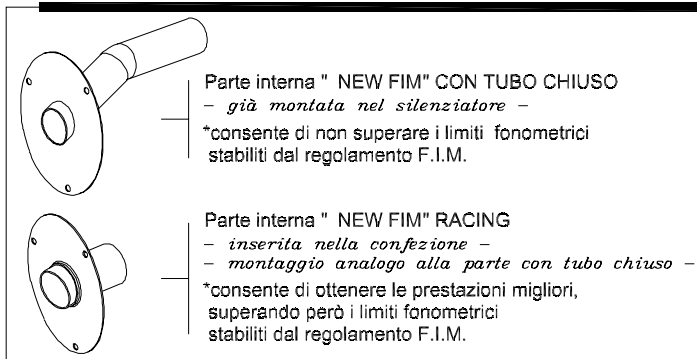 Parte interna " NEW FIM" CON TUBO CHIUSO
- già montata nel silenziatore -
*consente di non superare i limiti fonometrici
stabiliti dal regolamento F.I.M.
Parte interna " NEW FIM" RACING
- inserita nella confezione -
- montaggio analogo alla parte con tubo chiuso -
*consente di ottenere le prestazioni migliori,
superando però i limiti fonometrici
stabiliti dal regolamento F.I.M.